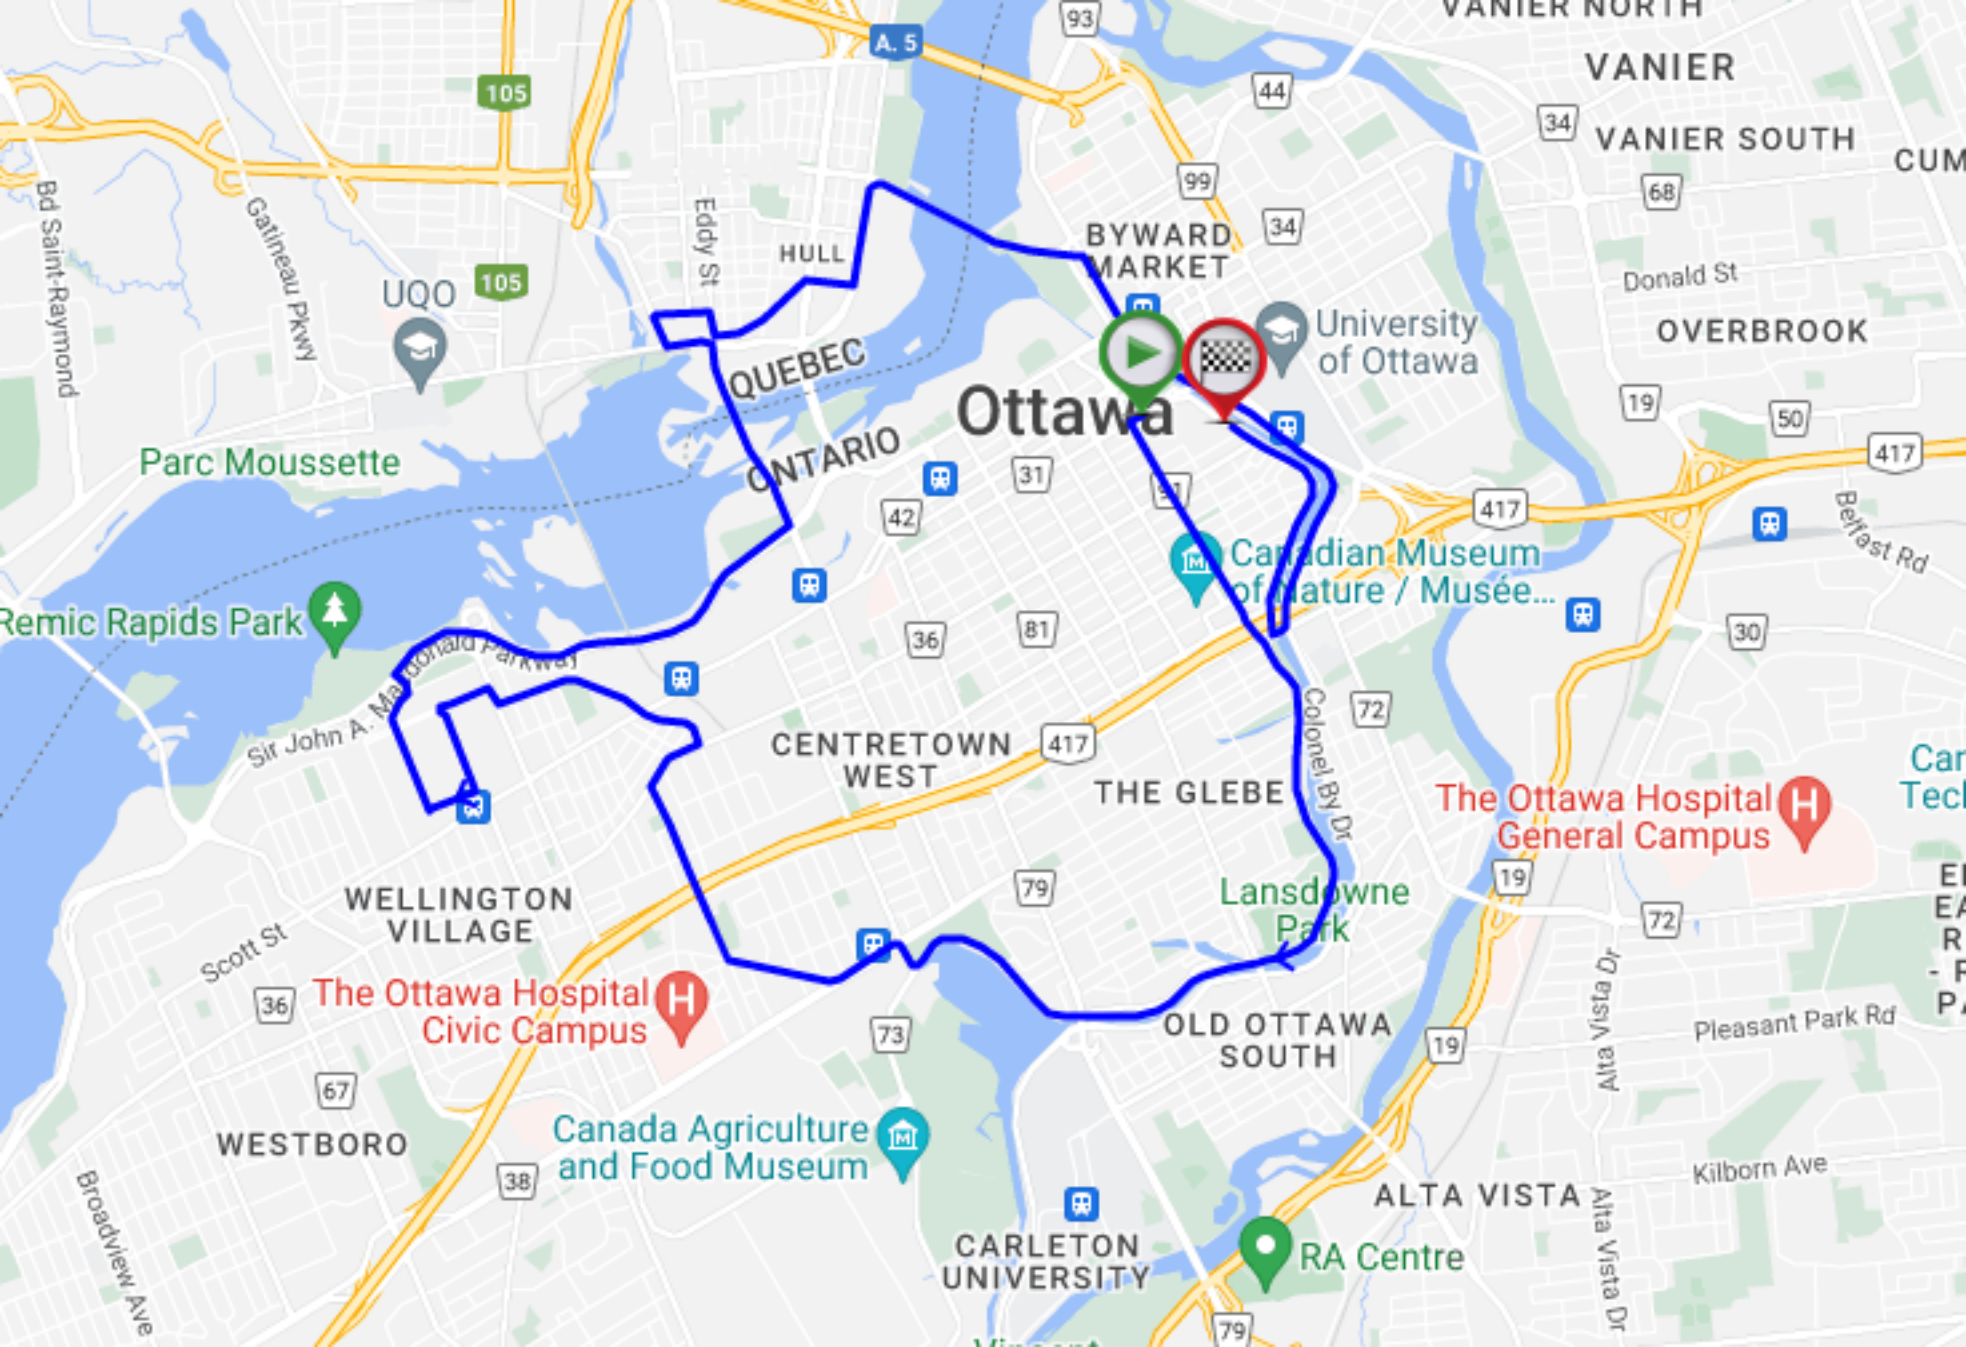 VANIER NORTH
93
A. 5
VANIER
105
44
34
VANIER SOUTH
CUM
99
68
Bd Saint-Raymond
Gatineau Pkwy
Eddy St
HULL
BYWARD
MARKET
34
Donald St
105
UQO
University
of Ottawa
OVERBROOK
QUEBEC
Ottawa
19
50
417
Parc Moussette
ONTARIO
31
91
42
417
Belfast Rd
Canadian Museum
of Nature / Musée...
Remic Rapids Park
36
81
30
Sir John A. Macdonald Parkway
72
Colonel By Dr
CENTRETOWN
WEST
417
THE GLEBE
The Ottawa Hospital
General Campus
Car
Tecl
WELLINGTON
VILLAGE
79
Lansdowne
Park
19
72
EL
EA
R
- R
PA
Scott St
The Ottawa Hospital
Civic Campus
36
73
OLD OTTAWA
SOUTH
19
Alta Vista Dr
Pleasant Park Rd
67
WESTBORO
Canada Agriculture
and Food Museum
38
Broadview Ave
Kilborn Ave
ALTA VISTA
Alta Vista Dr
CARLETON
UNIVERSITY
RA Centre
79